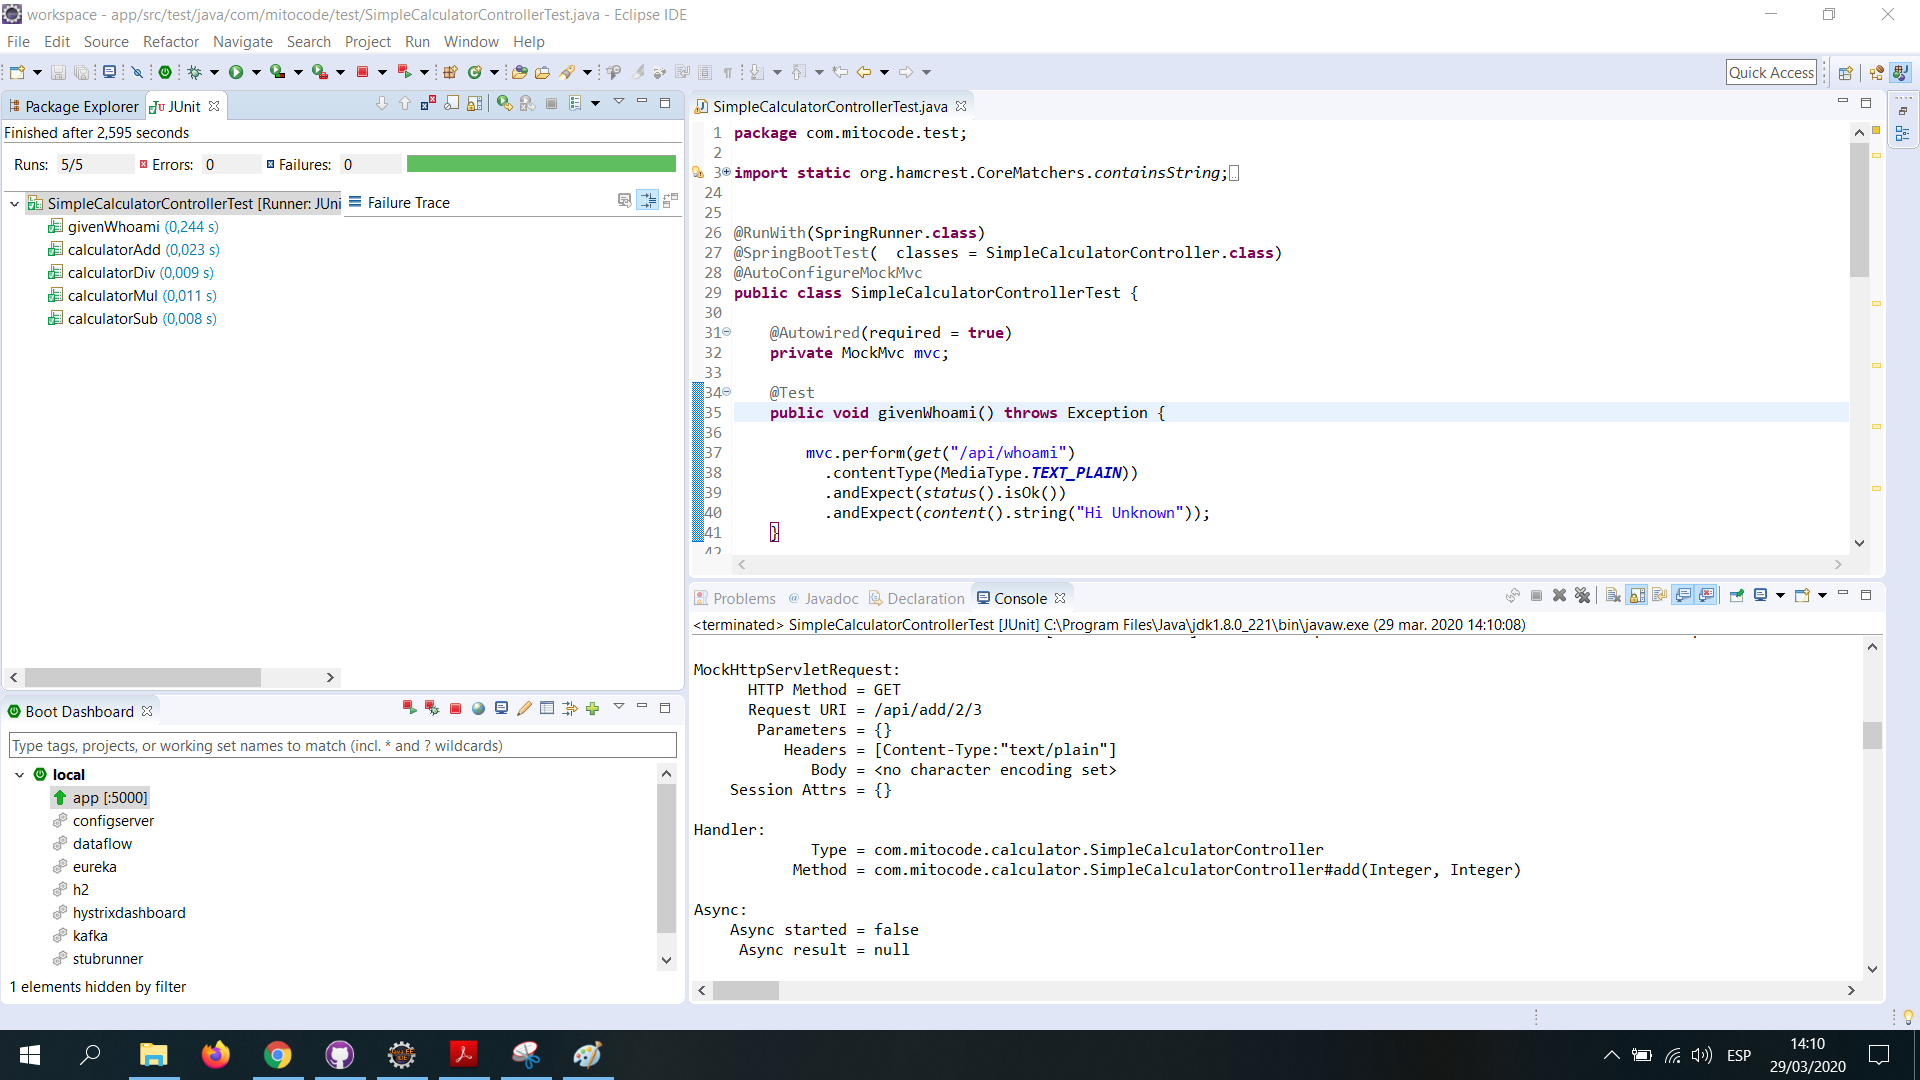 workspace - app/src/test/java/com/mitocode/test/SimpleCalculatorControllerTest.java - Eclipse IDE
File Edit Source Refactor Navigate Search Project Run Window Help
Quick Access
Package Explorer JUnit
Finished after 2,595 seconds
Runs: 5/5 Errors: 0 Failures: 0
SimpleCalculatorControllerTest [Runner: JUni
Failure Trace
givenWhoami (0,244 s)
calculatorAdd (0,023 s)
calculatorDiv (0,009 s)
calculatorMul (0,011 s)
calculatorSub (0,008 s)
Boot Dashboard
Type tags, projects, or working set names to match (incl. * and ? wildcards)
local
app [:5000]
configserver
dataflow
eureka
h2
hystrixdashboard
kafka
stubrunner
1 elements hidden by filter
SimpleCalculatorControllerTest.java
1 package com.mitocode.test;
2
3 import static org.hamcrest.CoreMatchers.containsString;
24
25
26 @RunWith(SpringRunner.class)
27 @SpringBootTest(  classes = SimpleCalculatorController.class)
28 @AutoConfigureMockMvc
29 public class SimpleCalculatorControllerTest {
30
31     @Autowired(required = true)
32     private MockMvc mvc;
33
34     @Test
35     public void givenWhoami() throws Exception {
36
37         mvc.perform(get("/api/whoami")
38           .contentType(MediaType.TEXT_PLAIN))
39           .andExpect(status().isOk())
40           .andExpect(content().string("Hi Unknown"));
41     }
42
Problems Javadoc Declaration Console
<terminated> SimpleCalculatorControllerTest [JUnit] C:\Program Files\Java\jdk1.8.0_221\bin\javaw.exe (29 mar. 2020 14:10:08)
MockHttpServletRequest:
HTTP Method = GET
Request URI = /api/add/2/3
Parameters = {}
Headers = [Content-Type:"text/plain"]
Body = <no character encoding set>
Session Attrs = {}
Handler:
Type = com.mitocode.calculator.SimpleCalculatorController
Method = com.mitocode.calculator.SimpleCalculatorController#add(Integer, Integer)
Async:
Async started = false
Async result = null
ESP
14:10
29/03/2020